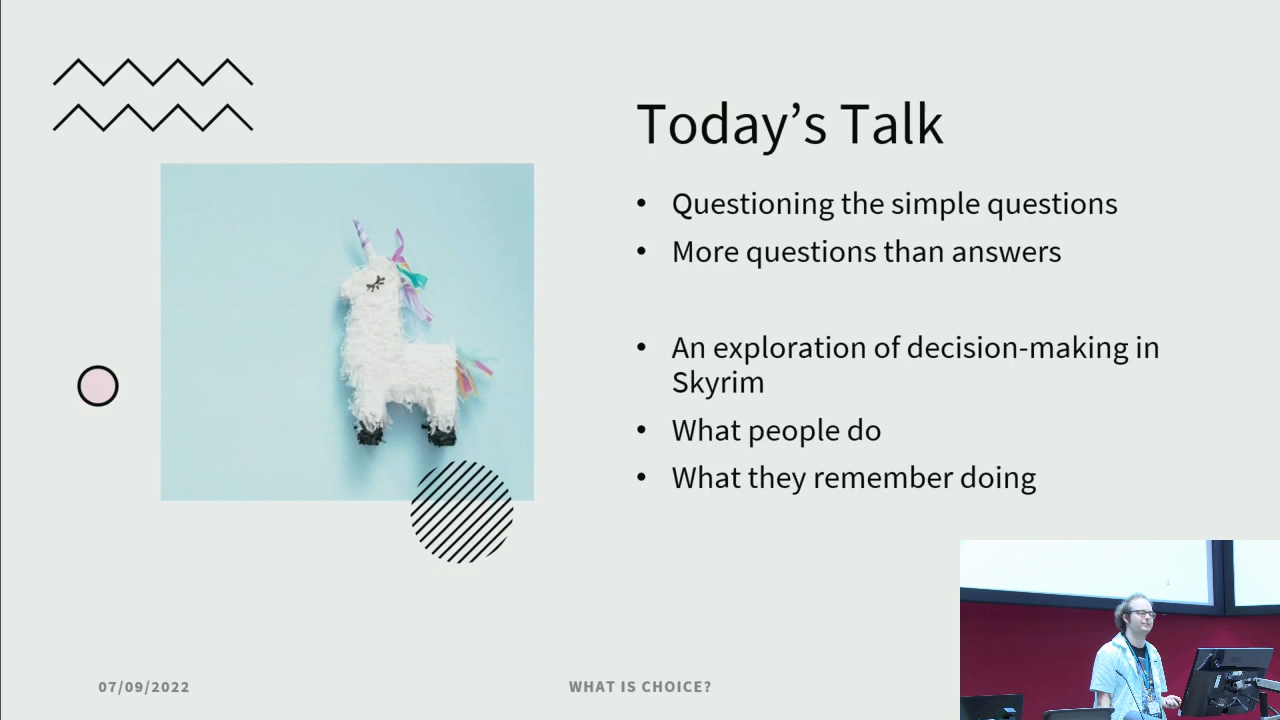 Today’s Talk
• Questioning the simple questions
• More questions than answers
• An exploration of decision-making in
Skyrim
• What people do
• What they remember doing
07/09/2022
WHAT IS CHOICE?